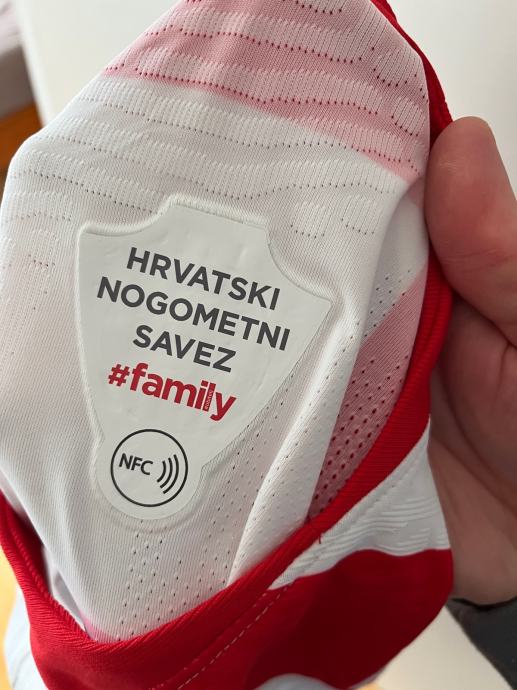 HRVATSKI
NOGOMETNI
SAVEZ
#family
NFC